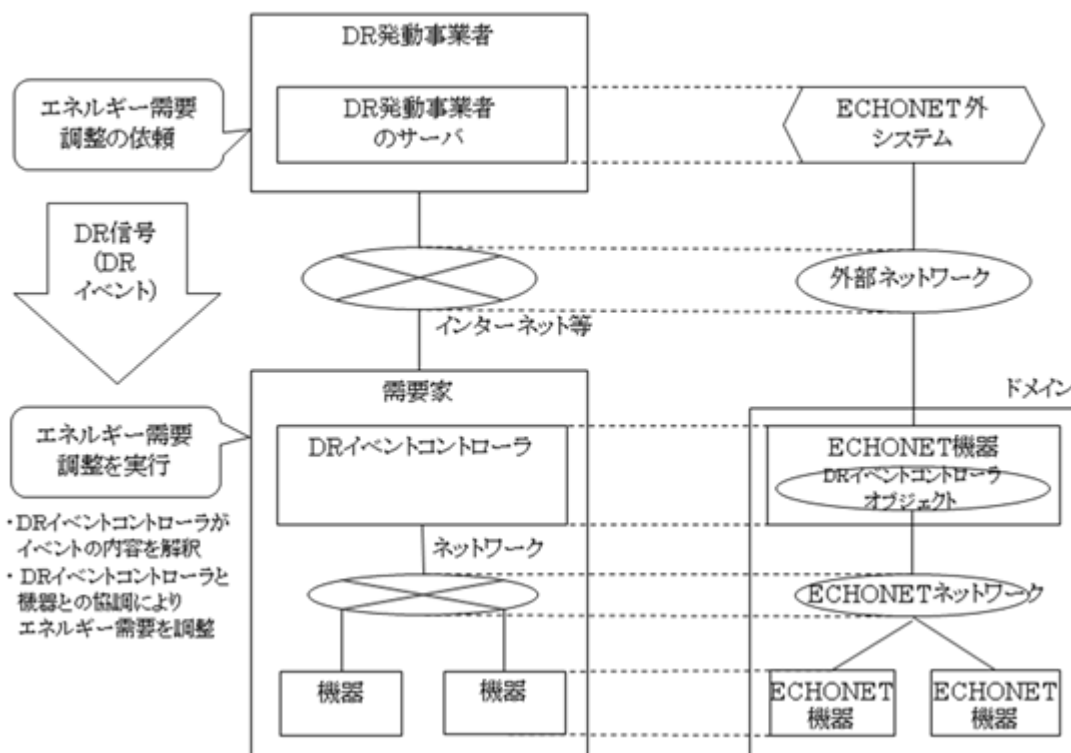 DR発動事業者
エネルギー需要
調整の依頼
DR発動事業者
のサーバ
ECHONET外
システム
DR信号
(DR
イベント)
外部ネットワーク
インターネット等
需要家
ドメイン
エネルギー需要
調整を実行
DRイベントコントローラ
ECHONET機器
DRイベントコントローラ
オブジェクト
・DRイベントコントローラが
イベントの内容を解釈
・DRイベントコントローラと
機器との協調により
エネルギー需要を調整
ネットワーク
ECHONETネットワーク
機器
機器
ECHONET
機器
ECHONET
機器